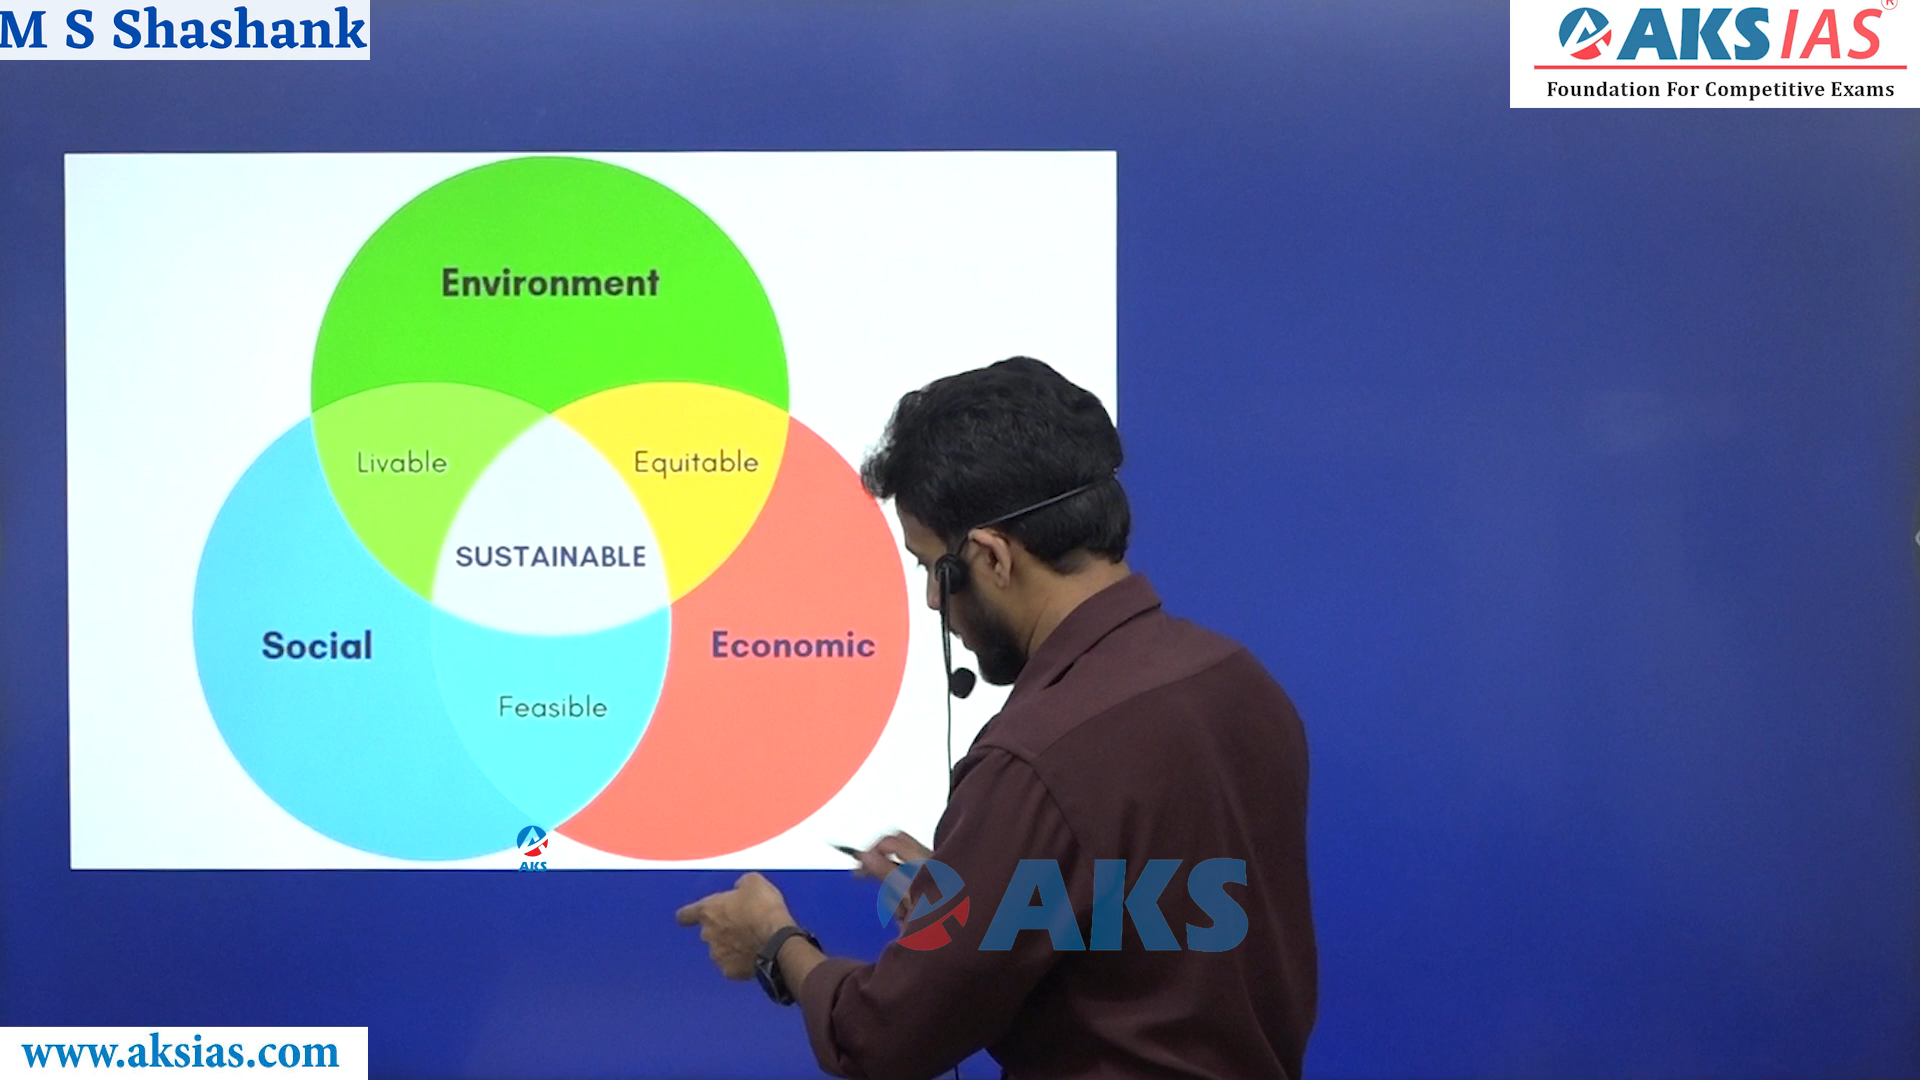 M S Shashank
AKS IAS®
Foundation For Competitive Exams
Environment
Livable
Equitable
SUSTAINABLE
Social
Economic
Feasible
AKS
AKS
www.aksias.com